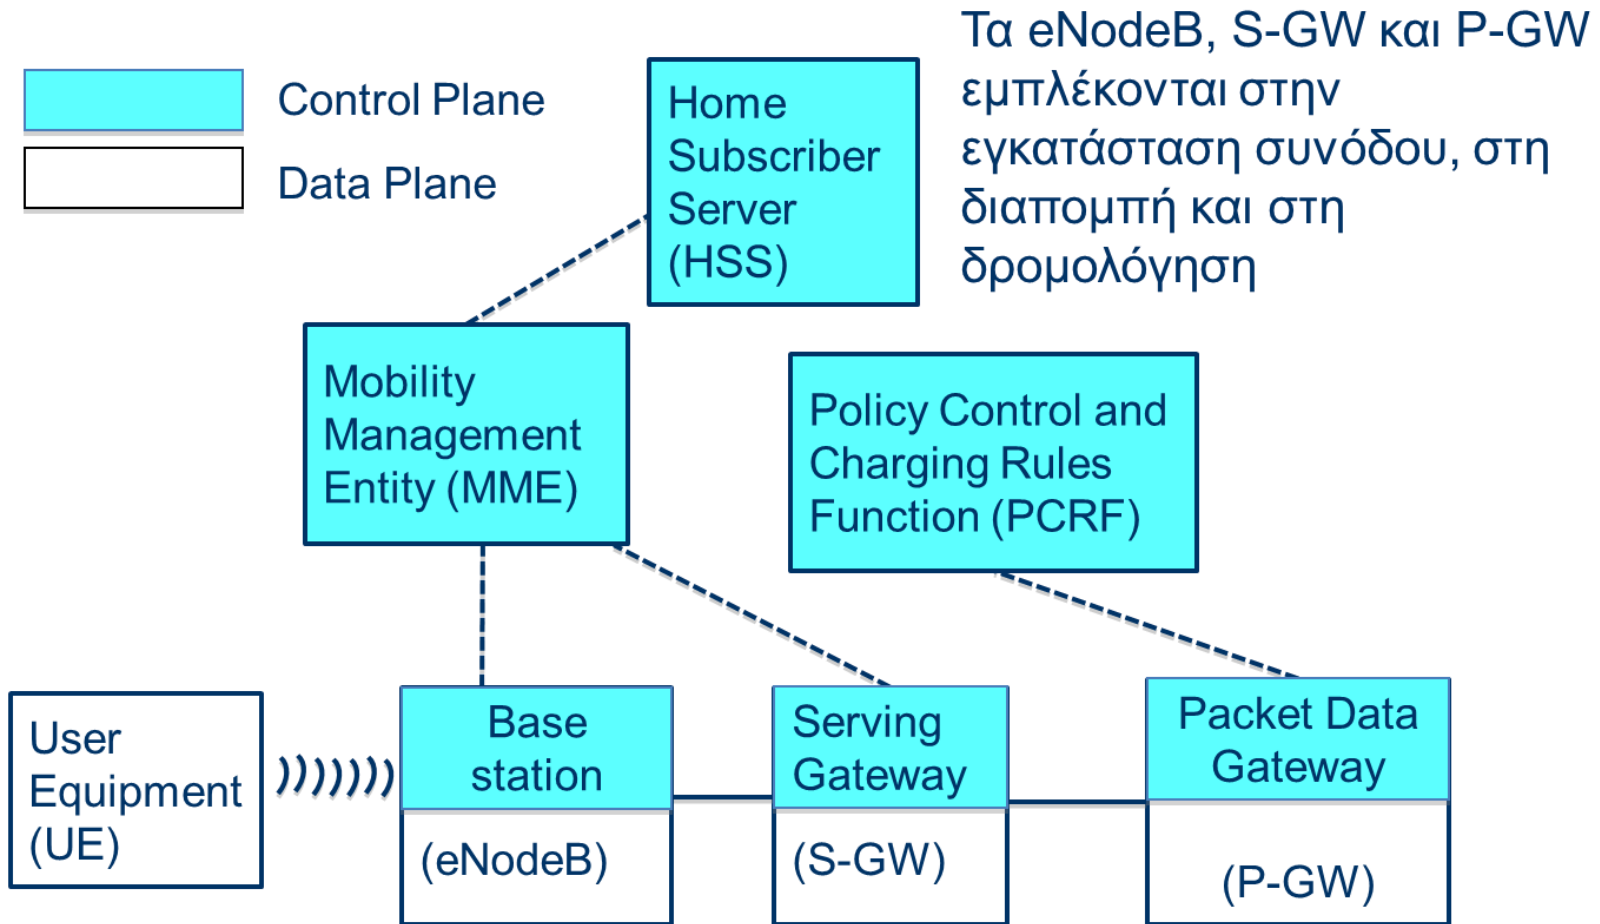 Control Plane
Data Plane
Home
Subscriber
Server
(HSS)
Τα eNodeB, S-GW και P-GW
εμπλέκονται στην
εγκατάσταση συνόδου, στη
διαπομπή και στη
δρομολόγηση
Mobility
Management
Entity (MME)
Policy Control and
Charging Rules
Function (PCRF)
User
Equipment
(UE)
Base
station
(eNodeB)
Serving
Gateway
(S-GW)
Packet Data
Gateway
(P-GW)